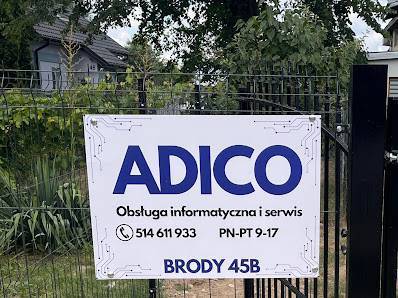 ADICO
Obsługa informatyczna i serwis
514 611 933 PN-PT 9-17
BRODY 45B